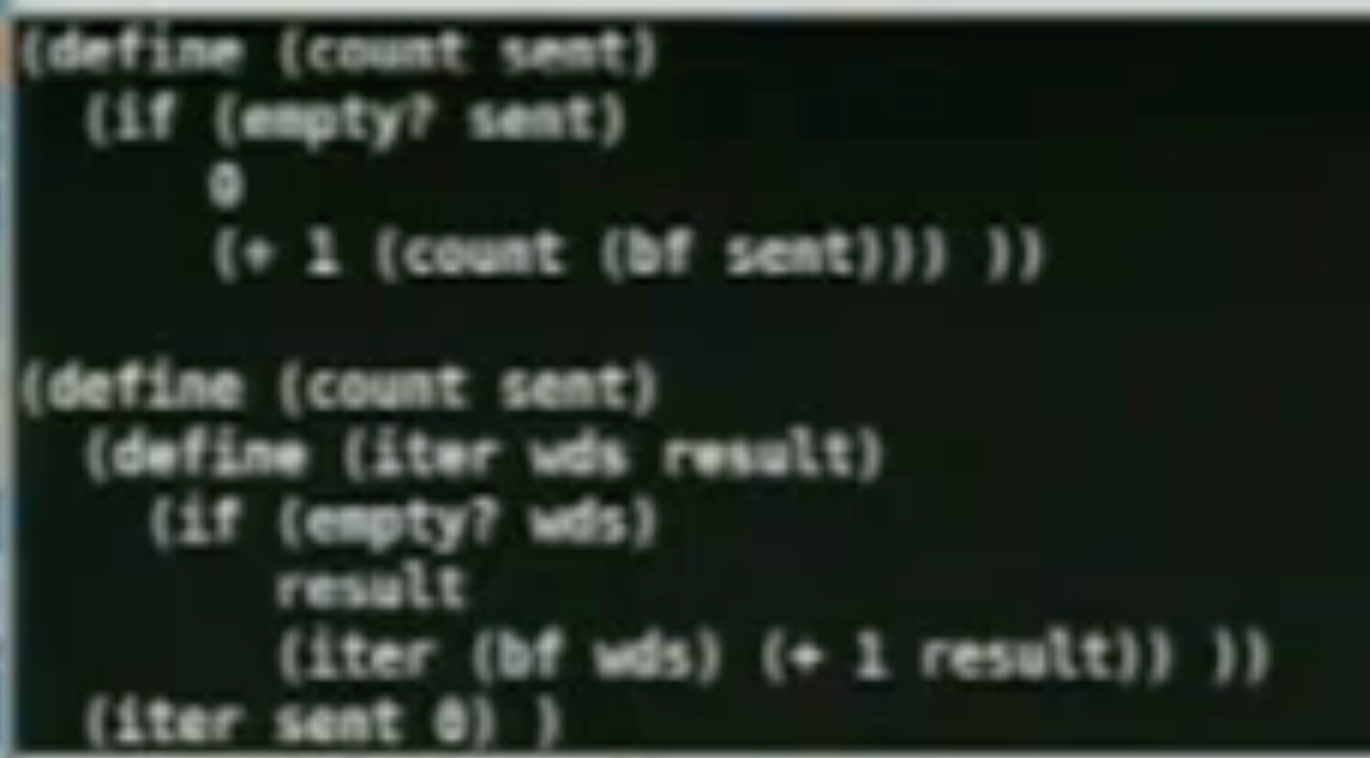 (define (count sent)
  (if (empty? sent)
      0
      (+ 1 (count (bf sent))) ))

(define (count sent)
  (define (iter wds result)
    (if (empty? wds)
        result
        (iter (bf wds) (+ 1 result)) ))
  (iter sent 0) )